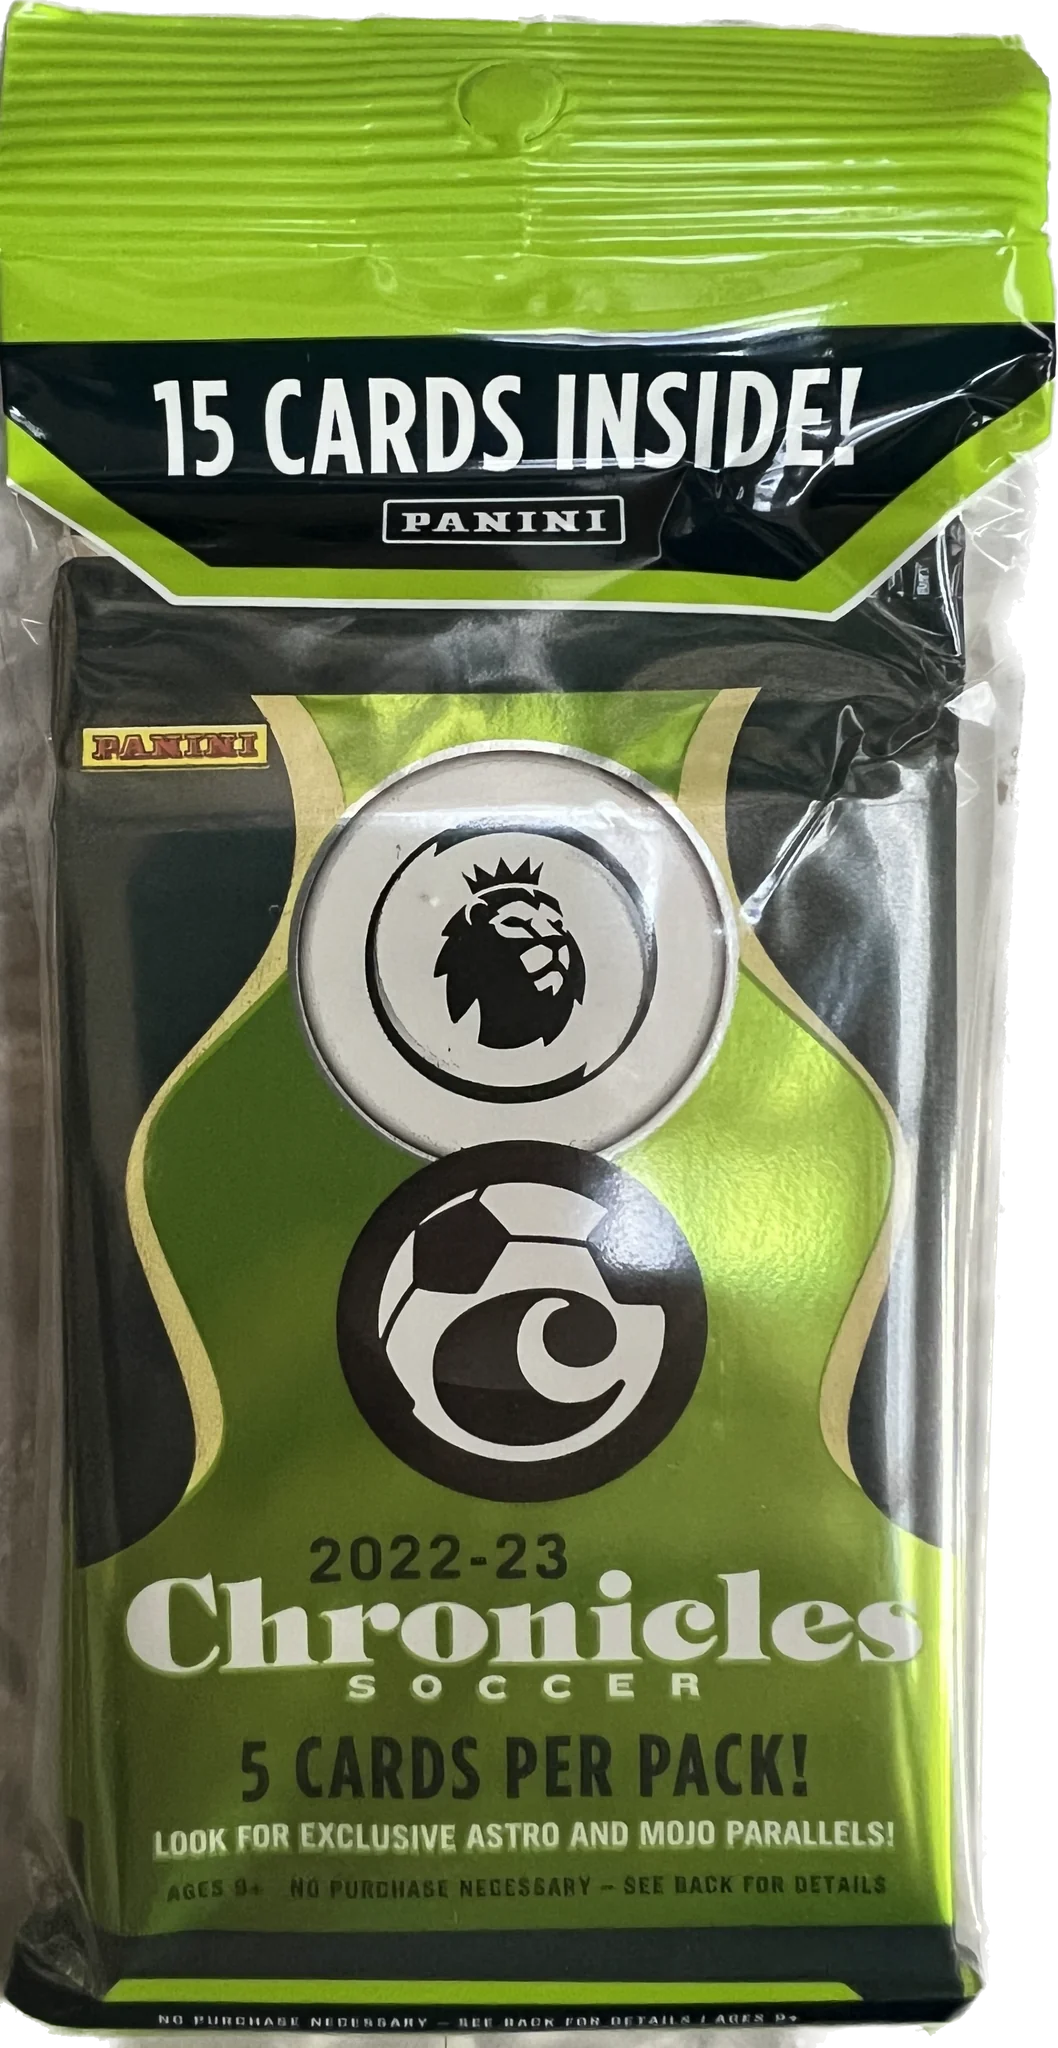 15 CARDS INSIDE!
PANINI
PANINI
2022-23
Chronicles
SOCCER
5 CARDS PER PACK!
LOOK FOR EXCLUSIVE ASTRO AND MOJO PARALLELS!
AGES 9+ NO PURCHASE NECESSARY – SEE BACK FOR DETAILS
NO PURCHASE NECESSARY – SEE BACK FOR DETAILS / AGES 9+